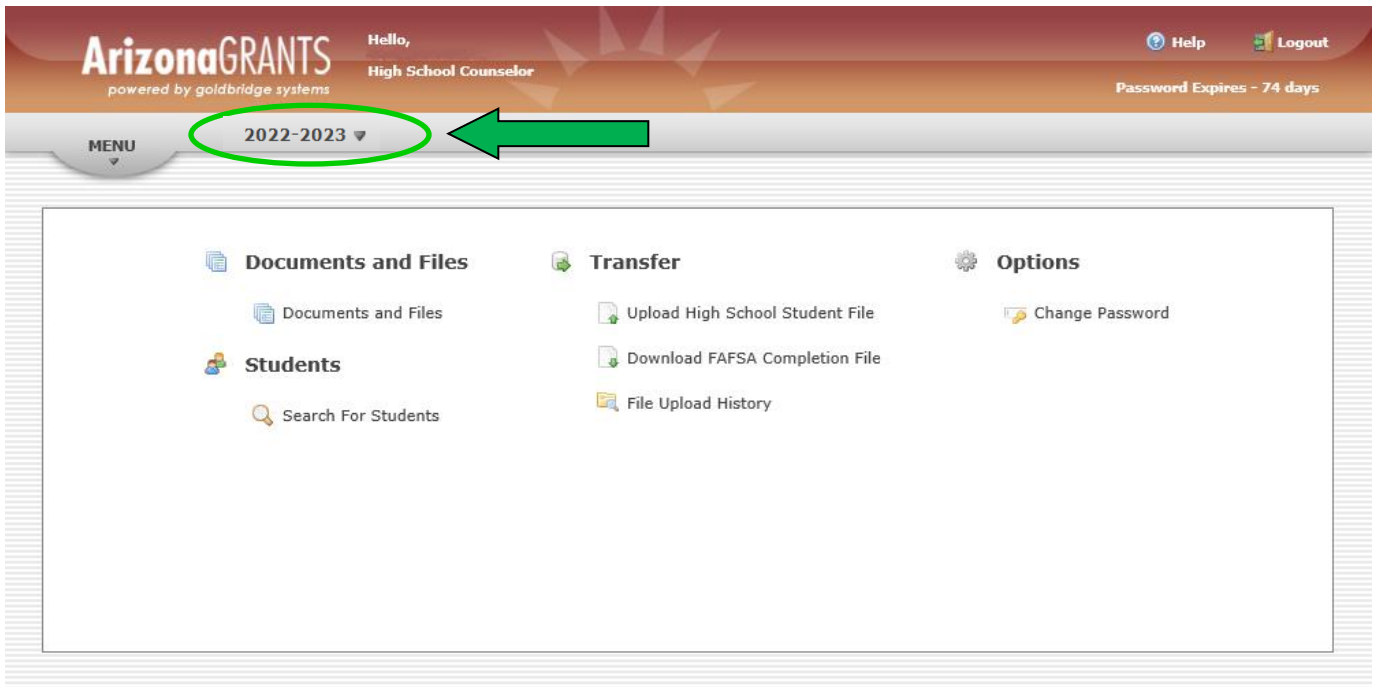 ArizonaGRANTS
powered by goldbridge systems
Hello,
High School Counselor
Help
Logout
Password Expires - 74 days
MENU
2022-2023
Documents and Files
Documents and Files
Students
Search For Students
Transfer
Upload High School Student File
Download FAFSA Completion File
File Upload History
Options
Change Password